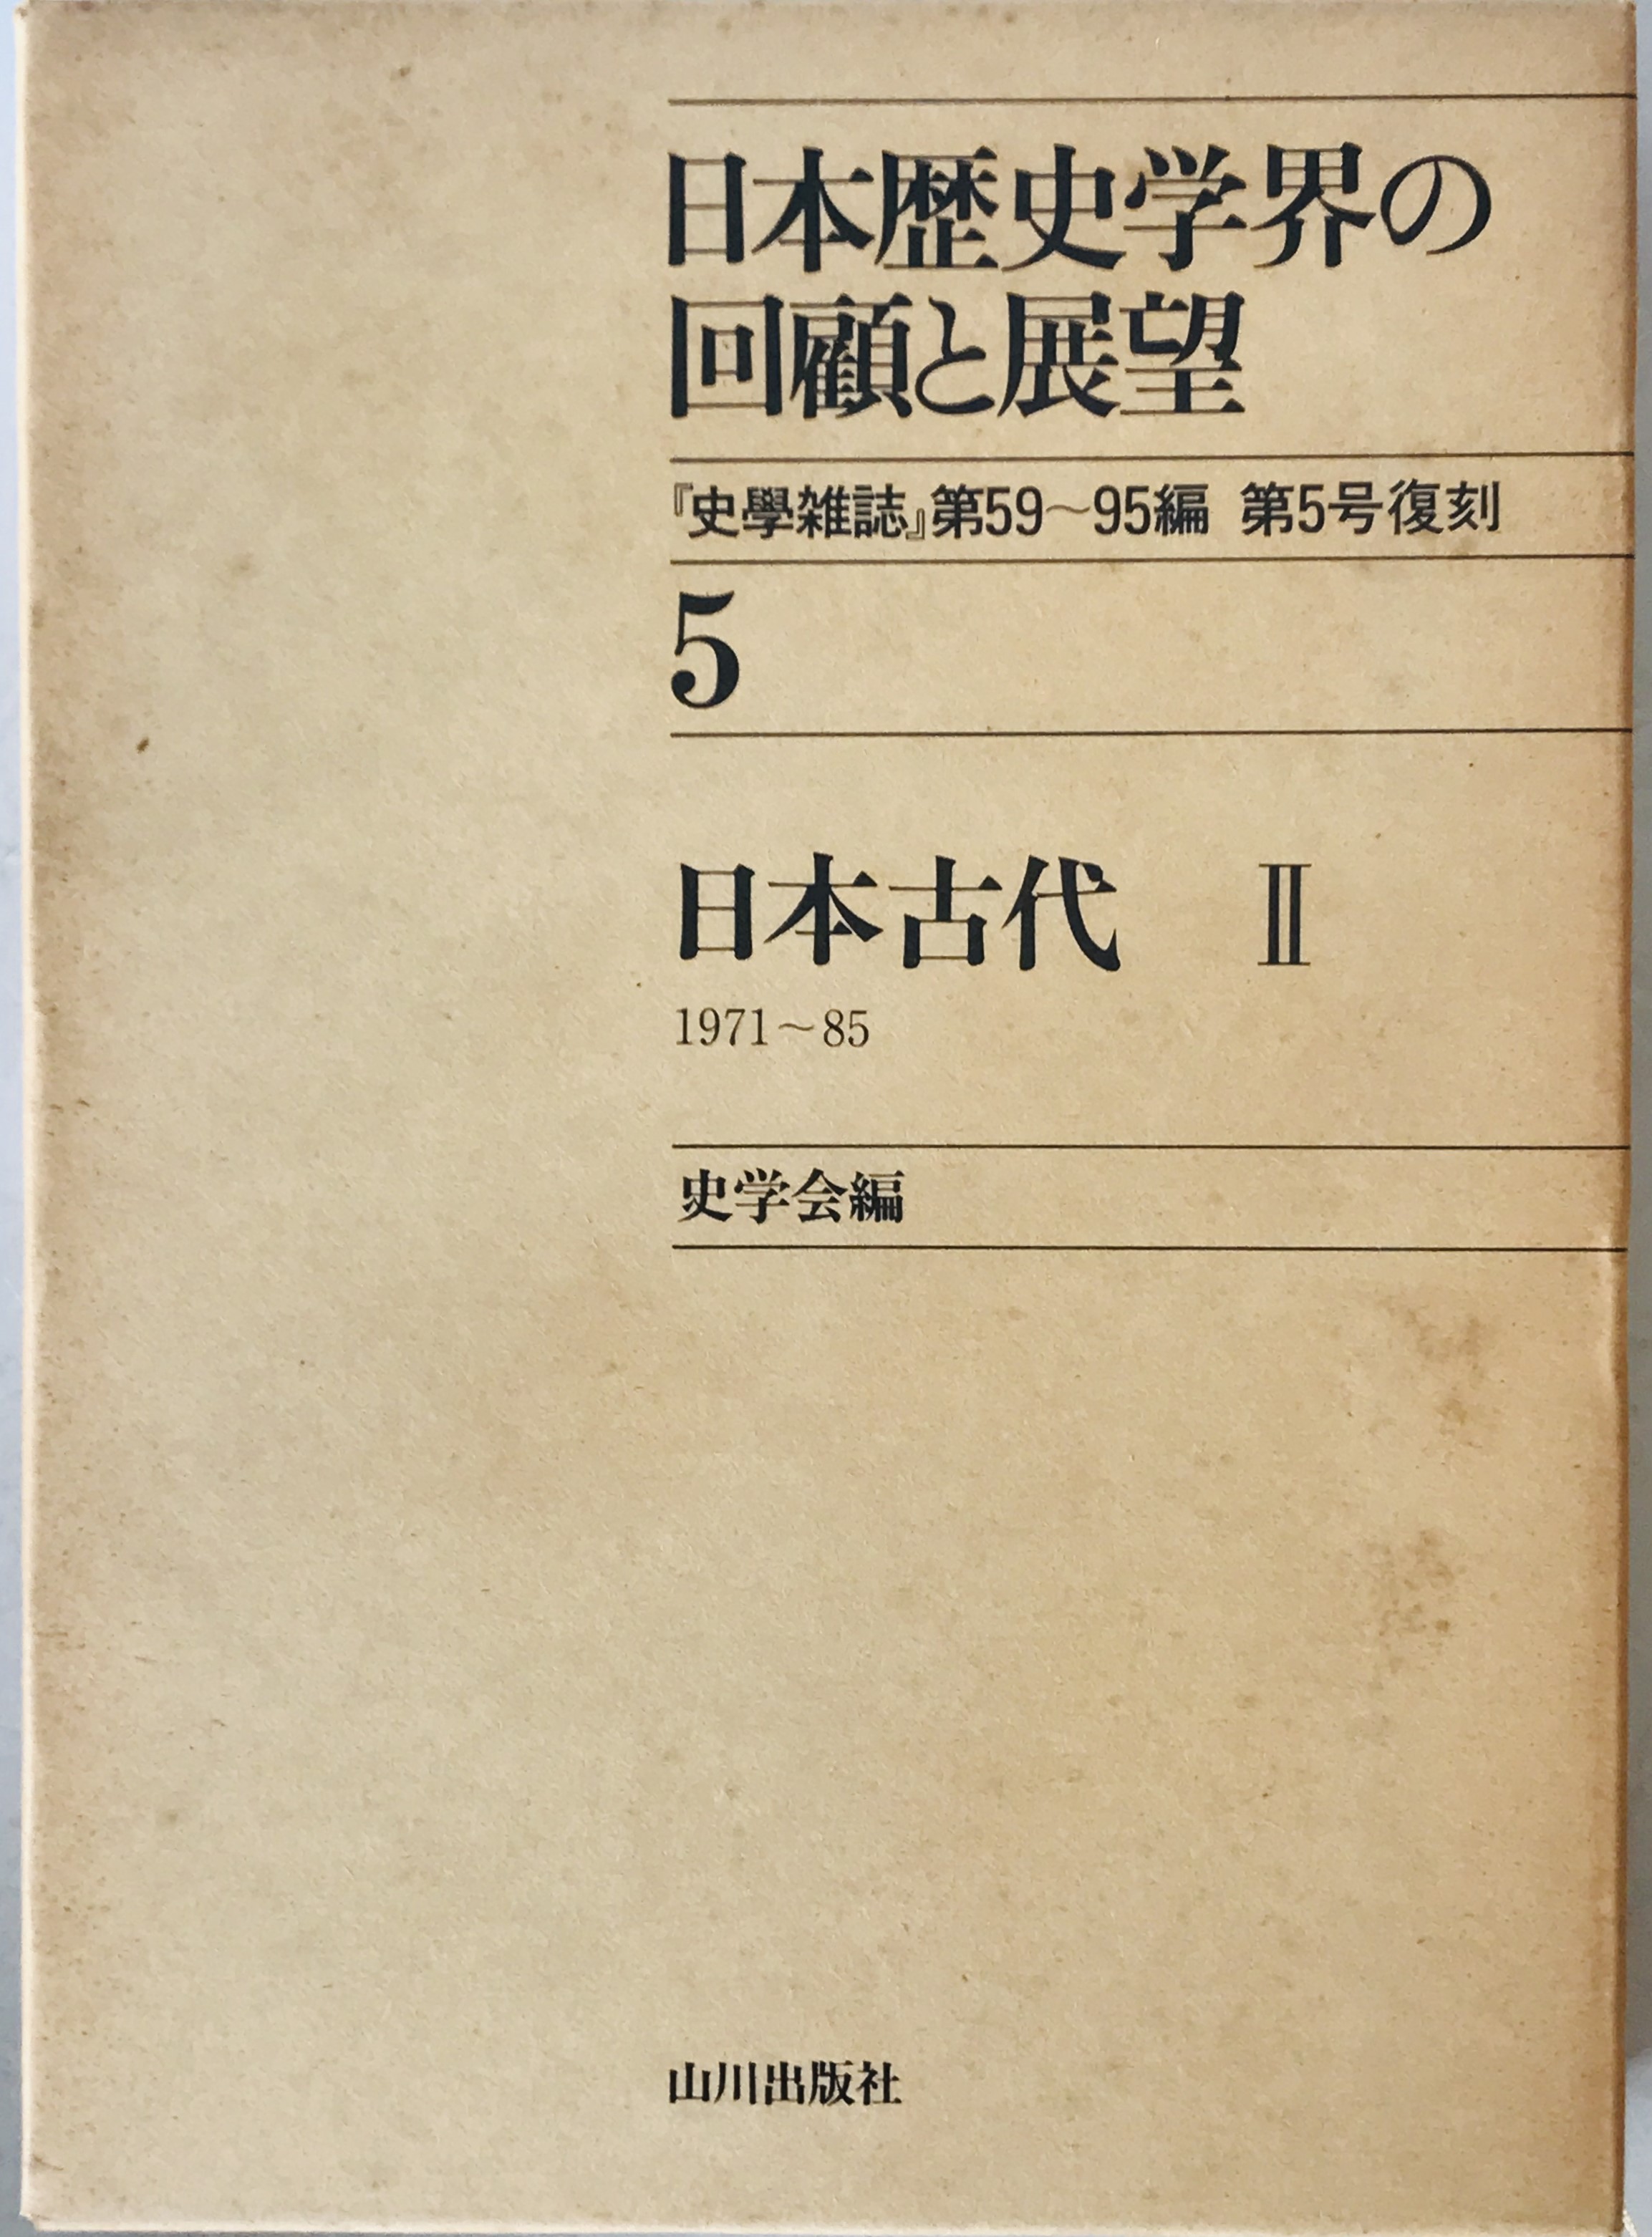 日本歴史学界の
回顧と展望
『史學雑誌』第59～95編 第5号復刻
5
日本古代 Ⅱ
1971～85
史学会編
山川出版社